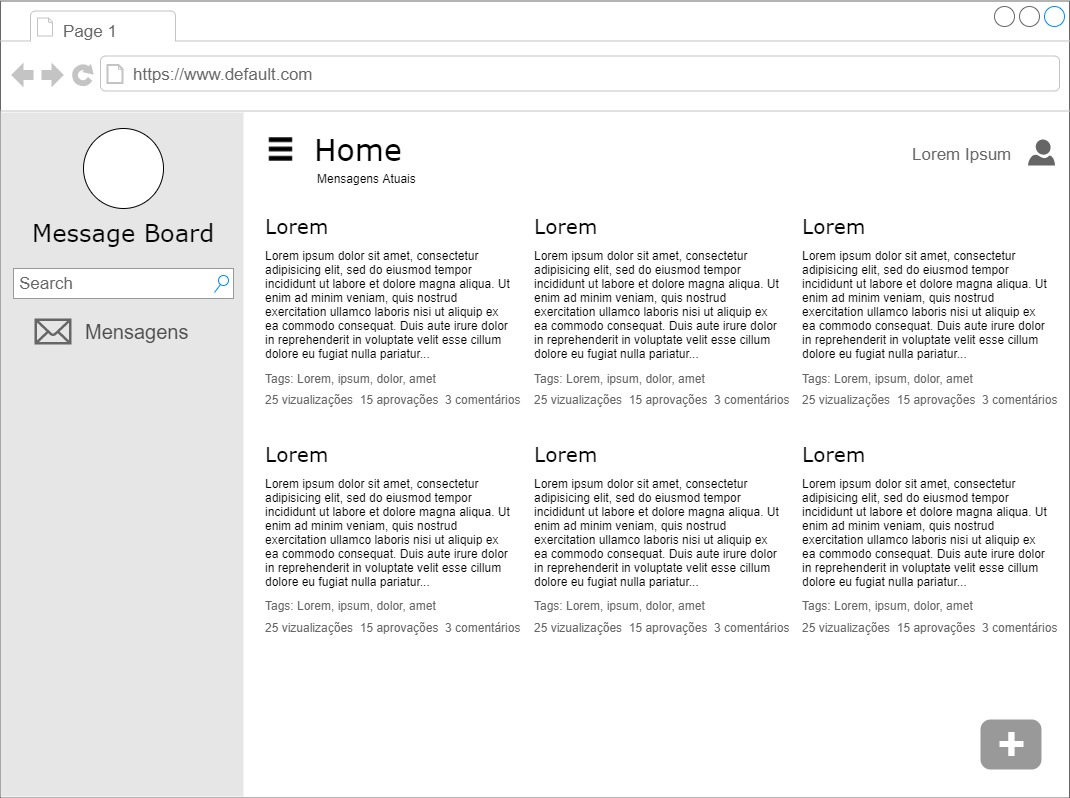 Page 1
https://www.default.com
Message Board
Search
Mensagens
Home
Mensagens Atuais
Lorem Ipsum
Lorem
Lorem ipsum dolor sit amet, consectetur
adipisicing elit, sed do eiusmod tempor
incididunt ut labore et dolore magna aliqua. Ut
enim ad minim veniam, quis nostrud
exercitation ullamco laboris nisi ut aliquip ex
ea commodo consequat. Duis aute irure dolor
in reprehenderit in voluptate velit esse cillum
dolore eu fugiat nulla pariatur...
Tags: Lorem, ipsum, dolor, amet
25 vizualizações 15 aprovações 3 comentários
Lorem
Lorem ipsum dolor sit amet, consectetur
adipisicing elit, sed do eiusmod tempor
incididunt ut labore et dolore magna aliqua. Ut
enim ad minim veniam, quis nostrud
exercitation ullamco laboris nisi ut aliquip ex
ea commodo consequat. Duis aute irure dolor
in reprehenderit in voluptate velit esse cillum
dolore eu fugiat nulla pariatur...
Tags: Lorem, ipsum, dolor, amet
25 vizualizações 15 aprovações 3 comentários
Lorem
Lorem ipsum dolor sit amet, consectetur
adipisicing elit, sed do eiusmod tempor
incididunt ut labore et dolore magna aliqua. Ut
enim ad minim veniam, quis nostrud
exercitation ullamco laboris nisi ut aliquip ex
ea commodo consequat. Duis aute irure dolor
in reprehenderit in voluptate velit esse cillum
dolore eu fugiat nulla pariatur...
Tags: Lorem, ipsum, dolor, amet
25 vizualizações 15 aprovações 3 comentários
Lorem
Lorem ipsum dolor sit amet, consectetur
adipisicing elit, sed do eiusmod tempor
incididunt ut labore et dolore magna aliqua. Ut
enim ad minim veniam, quis nostrud
exercitation ullamco laboris nisi ut aliquip ex
ea commodo consequat. Duis aute irure dolor
in reprehenderit in voluptate velit esse cillum
dolore eu fugiat nulla pariatur...
Tags: Lorem, ipsum, dolor, amet
25 vizualizações 15 aprovações 3 comentários
Lorem
Lorem ipsum dolor sit amet, consectetur
adipisicing elit, sed do eiusmod tempor
incididunt ut labore et dolore magna aliqua. Ut
enim ad minim veniam, quis nostrud
exercitation ullamco laboris nisi ut aliquip ex
ea commodo consequat. Duis aute irure dolor
in reprehenderit in voluptate velit esse cillum
dolore eu fugiat nulla pariatur...
Tags: Lorem, ipsum, dolor, amet
25 vizualizações 15 aprovações 3 comentários
Lorem
Lorem ipsum dolor sit amet, consectetur
adipisicing elit, sed do eiusmod tempor
incididunt ut labore et dolore magna aliqua. Ut
enim ad minim veniam, quis nostrud
exercitation ullamco laboris nisi ut aliquip ex
ea commodo consequat. Duis aute irure dolor
in reprehenderit in voluptate velit esse cillum
dolore eu fugiat nulla pariatur...
Tags: Lorem, ipsum, dolor, amet
25 vizualizações 15 aprovações 3 comentários